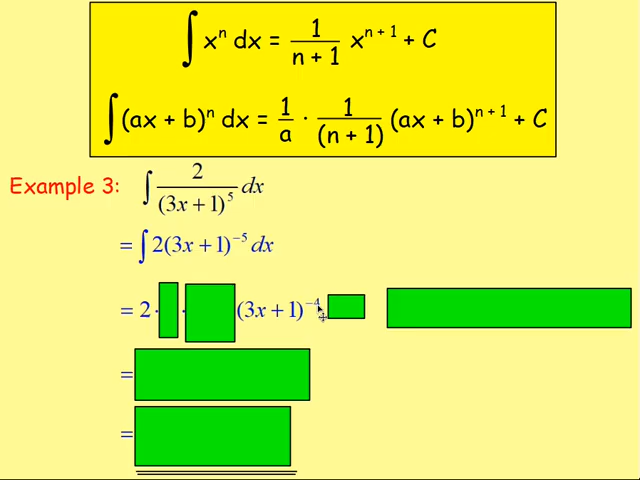 ∫ xⁿ dx = 1/(n + 1) xⁿ⁺¹ + C
∫ (ax + b)ⁿ dx = 1/a · 1/(n + 1) (ax + b)ⁿ⁺¹ + C
Example 3: ∫ 2/(3x + 1)⁵ dx
= ∫ 2(3x + 1)⁻⁵ dx
= 2 · · (3x + 1)⁻⁴
=
=